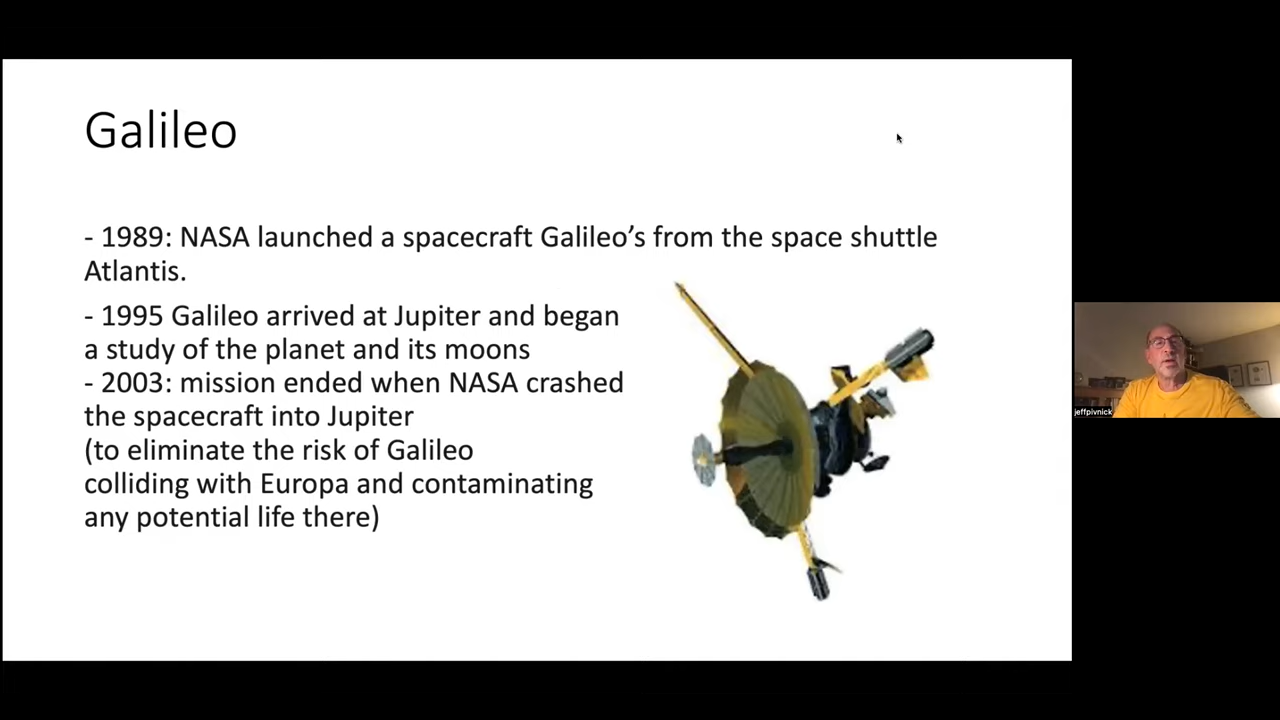 Galileo
- 1989: NASA launched a spacecraft Galileo’s from the space shuttle
Atlantis.
- 1995 Galileo arrived at Jupiter and began
a study of the planet and its moons
- 2003: mission ended when NASA crashed
the spacecraft into Jupiter
(to eliminate the risk of Galileo
colliding with Europa and contaminating
any potential life there)
jeffpivnick